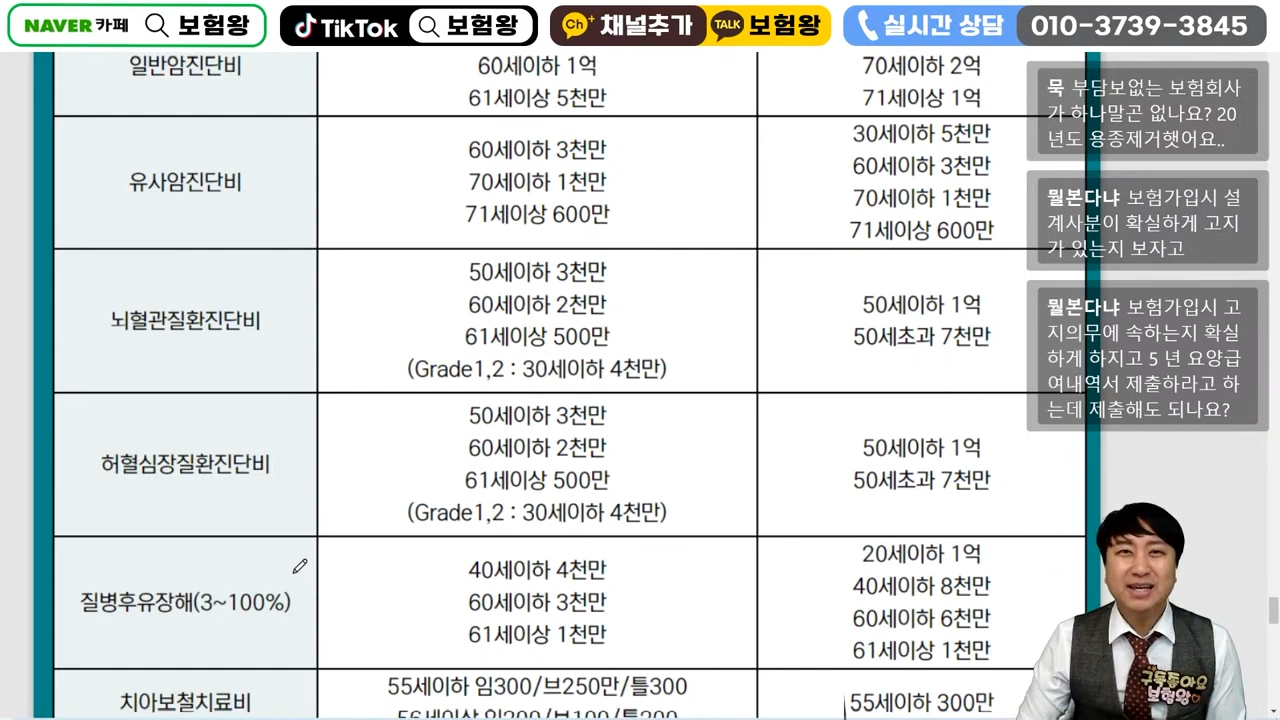 NAVER 카페 보험왕
TikTok 보험왕
Ch+ 채널추가 TALK 보험왕
실시간 상담 010-3739-3845
일반암진단비
60세이하 1억
61세이상 5천만
70세이하 2억
71세이상 1억
유사암진단비
60세이하 3천만
70세이하 1천만
71세이상 600만
30세이하 5천만
60세이하 3천만
70세이하 1천만
71세이상 600만
뇌혈관질환진단비
50세이하 3천만
60세이하 2천만
61세이상 500만
(Grade1,2 : 30세이하 4천만)
50세이하 1억
50세초과 7천만
허혈심장질환진단비
50세이하 3천만
60세이하 2천만
61세이상 500만
(Grade1,2 : 30세이하 4천만)
50세이하 1억
50세초과 7천만
질병후유장해(3~100%)
40세이하 4천만
60세이하 3천만
61세이상 1천만
20세이하 1억
40세이하 8천만
60세이하 6천만
61세이상 1천만
치아보철치료비
55세이하 임300/브250만/틀300
55세이하 300만
묵 부담보없는 보험회사
가 하나말곤 없나요? 20
년도 용종제거햇어요..
뭘본다냐 보험가입시 설
계사분이 확실하게 고지
가 있는지 보자고
뭘본다냐 보험가입시 고
지의무에 속하는지 확실
하게 하지고 5 년 요양급
여내역서 제출하라고 하
는데 제출해도 되나요?
구독좋아요
보험왕